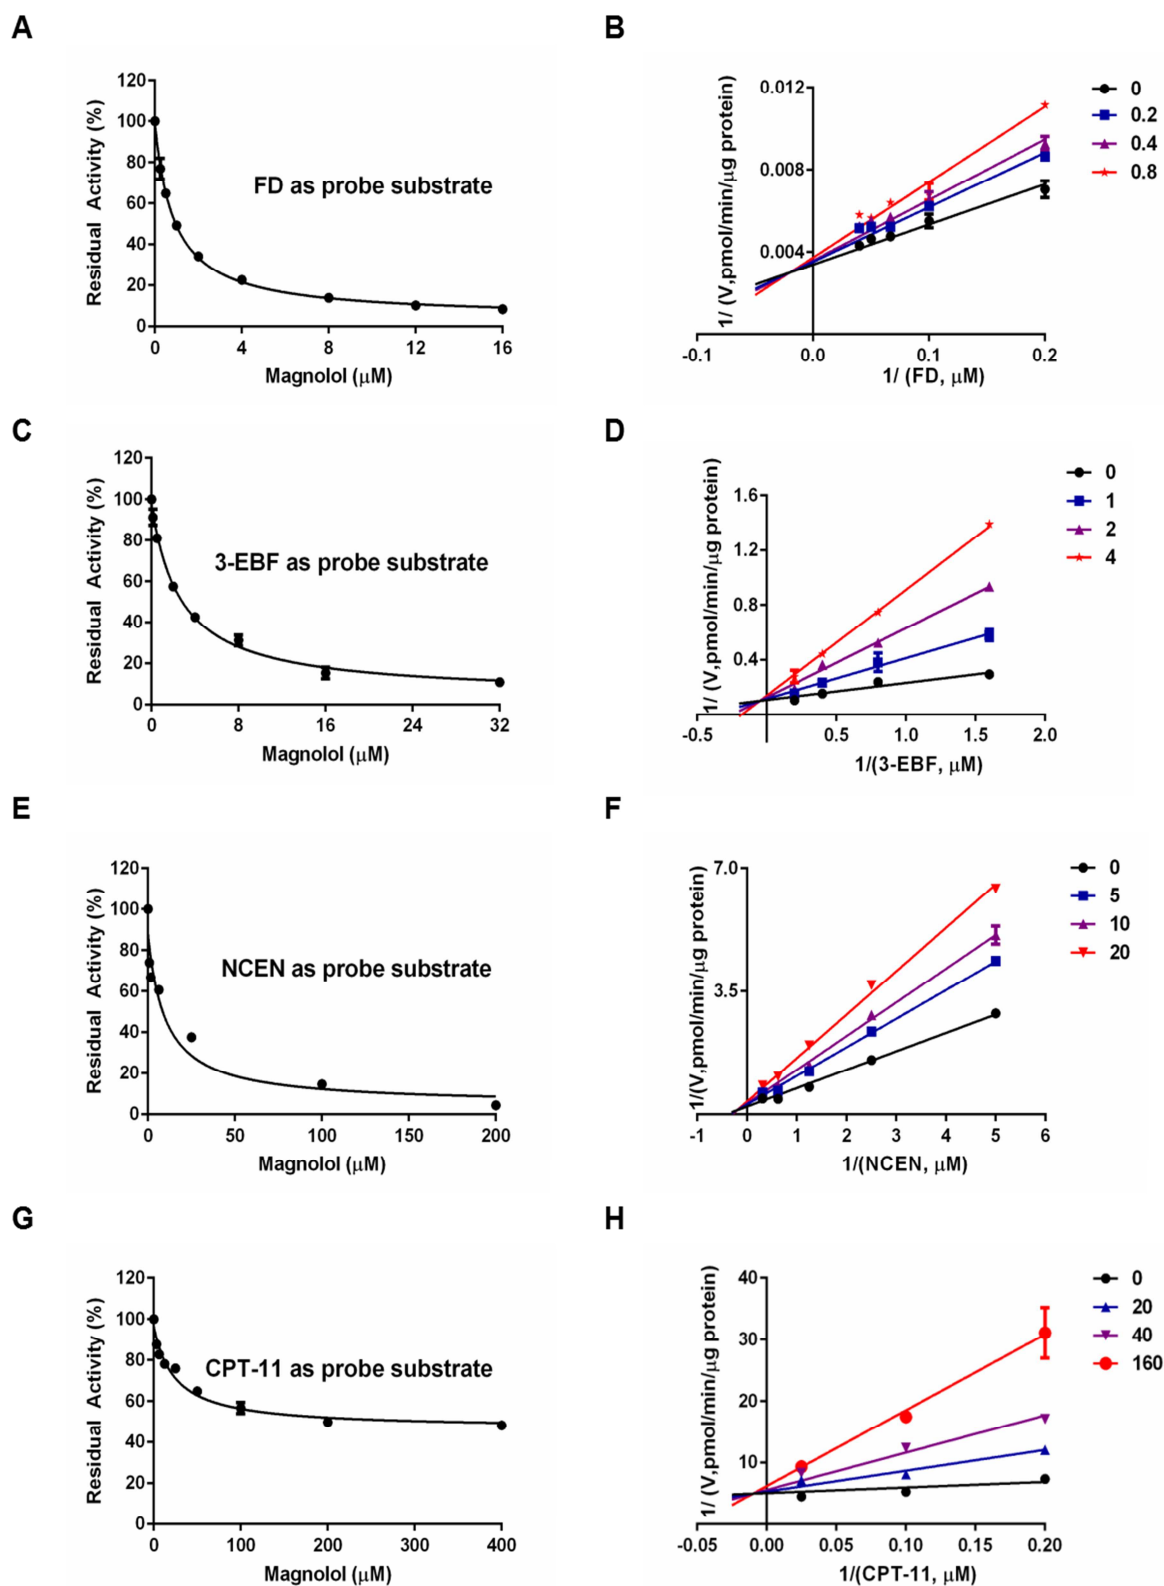 A
120
100
80
60
40
20
0
0 4 8 12 16
Residual Activity (%)
Magnolol (μM)
FD as probe substrate
B
0.012
0.008
0.004
-0.1 0.0 0.1 0.2
1/ (V,pmol/min/μg protein)
1/ (FD, μM)
0
0.2
0.4
0.8
C
120
100
80
60
40
20
0
0 8 16 24 32
Residual Activity (%)
Magnolol (μM)
3-EBF as probe substrate
D
1.6
1.2
0.8
0.4
-0.5 0.5 1.0 1.5 2.0
1/ (V,pmol/min/μg protein)
1/(3-EBF, μM)
0
1
2
4
E
120
100
80
60
40
20
0
0 50 100 150 200
Residual Activity (%)
Magnolol (μM)
NCEN as probe substrate
F
7.0
3.5
-1 0 1 2 3 4 5 6
1/(V,pmol/min/μg protein)
1/(NCEN, μM)
0
5
10
20
G
120
100
80
60
40
20
0
0 100 200 300 400
Residual Activity (%)
Magnolol (μM)
CPT-11 as probe substrate
H
40
30
20
10
-0.05 0.00 0.05 0.10 0.15 0.20
1/ (V,pmol/min/μg protein)
1/(CPT-11, μM)
0
20
40
160